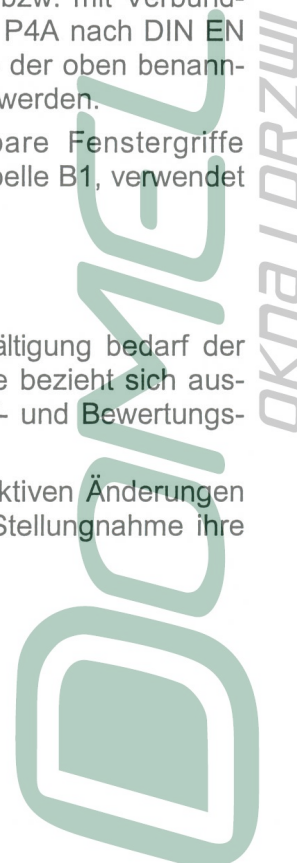 bzw. mit Verbund-
P4A nach DIN EN
der oben benann-
werden.
bare Fenstergriffe
belle B1, verwendet
ältigung bedarf der
e bezieht sich aus-
- und Bewertungs-
ktiven Änderungen
Stellungnahme ihre
DOMEL
OKNA I DRZWI